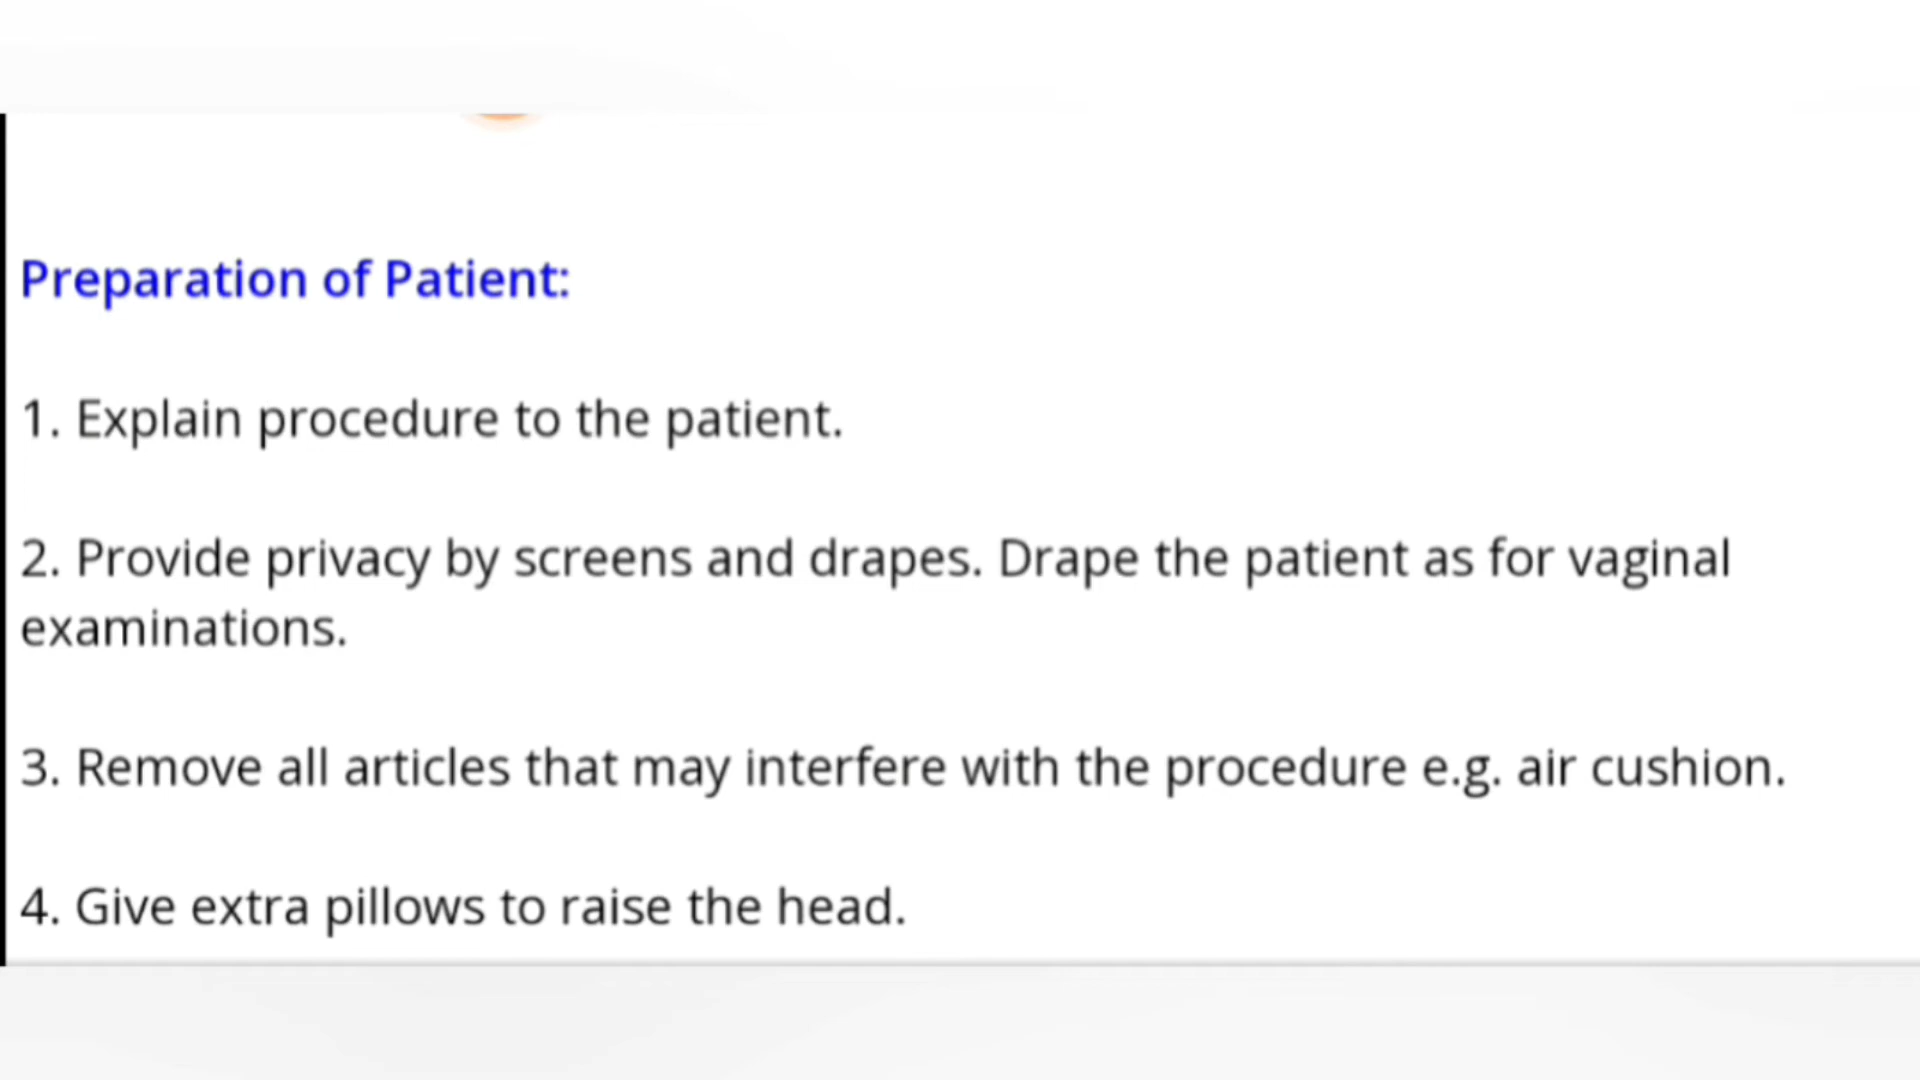 Preparation of Patient:
1. Explain procedure to the patient.
2. Provide privacy by screens and drapes. Drape the patient as for vaginal
examinations.
3. Remove all articles that may interfere with the procedure e.g. air cushion.
4. Give extra pillows to raise the head.